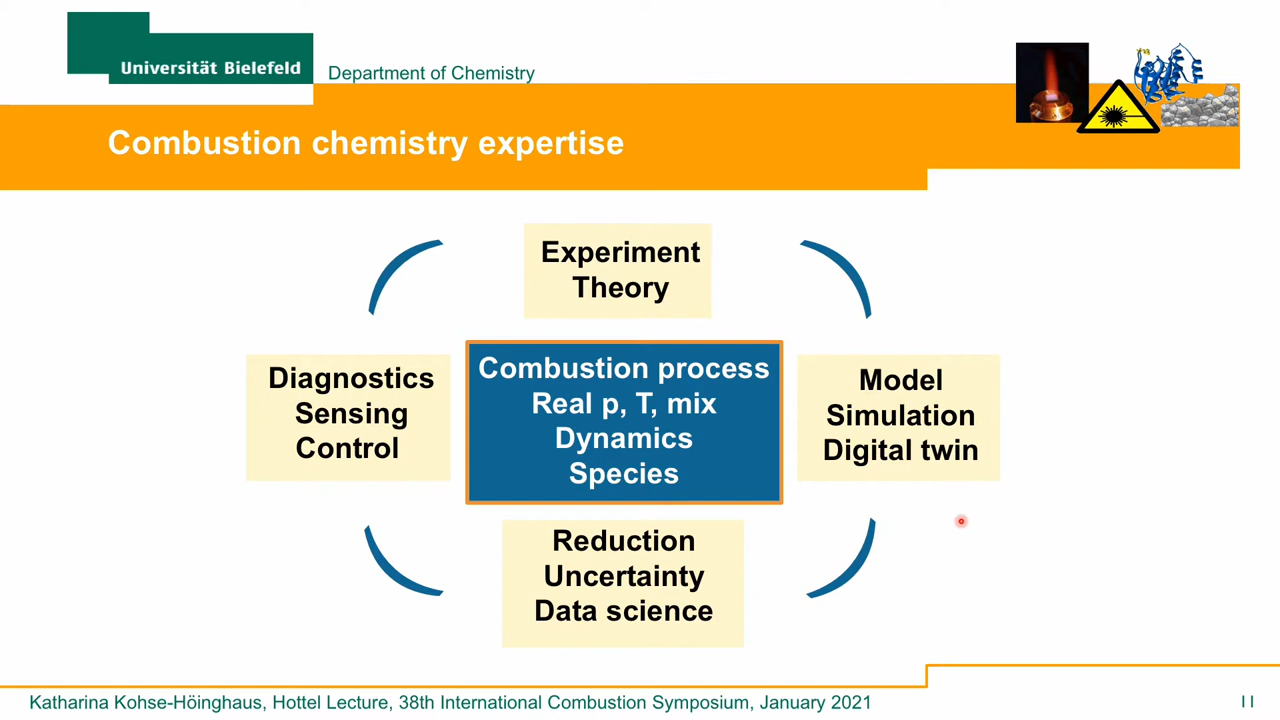 Universität Bielefeld
Department of Chemistry
Combustion chemistry expertise
Experiment
Theory
Diagnostics
Sensing
Control
Combustion process
Real p, T, mix
Dynamics
Species
Model
Simulation
Digital twin
Reduction
Uncertainty
Data science
Katharina Kohse-Höinghaus, Hottel Lecture, 38th International Combustion Symposium, January 2021
11